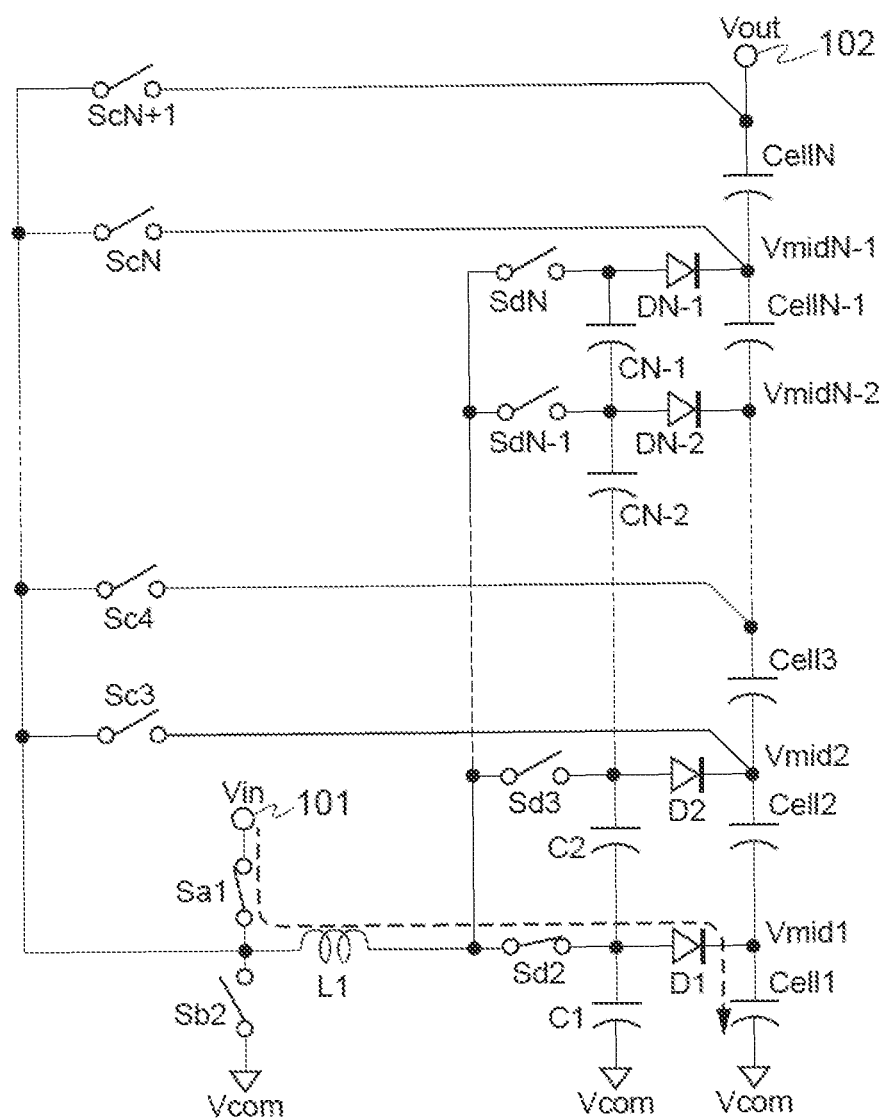 Vout
102
ScN+1
CellN
ScN
VmidN-1
SdN
DN-1
CellN-1
CN-1
VmidN-2
SdN-1
DN-2
CN-2
Sc4
Cell3
Sc3
Vmid2
Vin
101
Sd3
D2
Cell2
C2
Sa1
Vmid1
L1
Sd2
D1
Cell1
Sb2
C1
Vcom
Vcom
Vcom